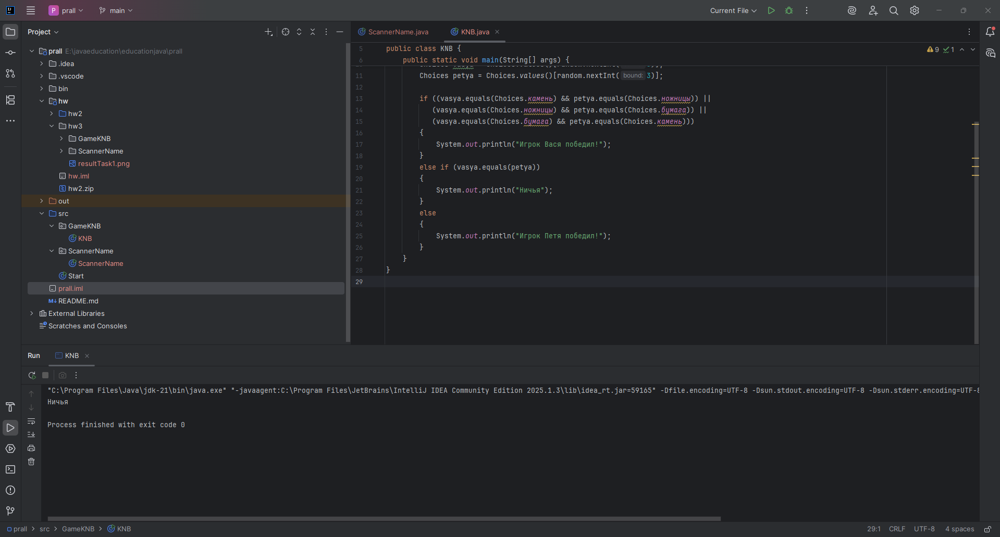 P prall main Current File
Project
ScannerName.java KNB.java
prall E:\javaeducation\educationjava\prall
.idea
.vscode
bin
hw
hw2
hw3
GameKNB
ScannerName
resultTask1.png
hw.iml
hw2.zip
out
src
GameKNB
KNB
ScannerName
ScannerName
Start
prall.iml
M↓ README.md
External Libraries
Scratches and Consoles
9 1
5 public class KNB {
6 public static void main(String[] args) {
11 Choices petya = Choices.values()[random.nextInt( bound: 3)];
12
13 if ((vasya.equals(Choices.камень) && petya.equals(Choices.ножницы)) ||
14 (vasya.equals(Choices.ножницы) && petya.equals(Choices.бумага)) ||
15 (vasya.equals(Choices.бумага) && petya.equals(Choices.камень)))
16 {
17 System.out.println("Игрок Вася победил!");
18 }
19 else if (vasya.equals(petya))
20 {
21 System.out.println("Ничья");
22 }
23 else
24 {
25 System.out.println("Игрок Петя победил!");
26 }
27 }
28 }
29
Run KNB
"C:\Program Files\Java\jdk-21\bin\java.exe" "-javaagent:C:\Program Files\JetBrains\IntelliJ IDEA Community Edition 2025.1.3\lib\idea_rt.jar=59165" -Dfile.encoding=UTF-8 -Dsun.stdout.encoding=UTF-8 -Dsun.stderr.encoding=UTF-8
Ничья
Process finished with exit code 0
prall > src > GameKNB > KNB
29:1 CRLF UTF-8 4 spaces